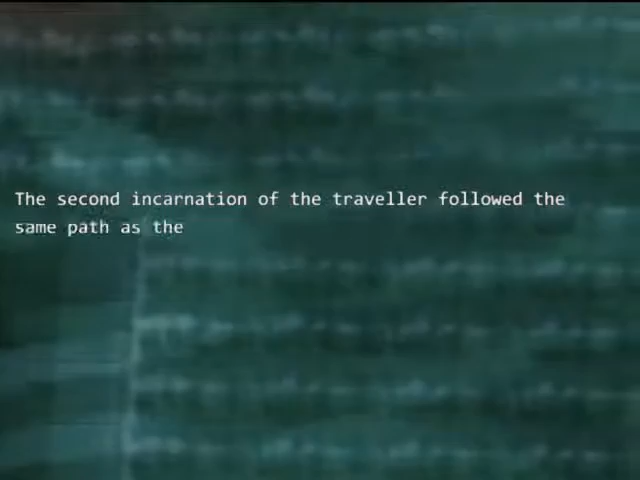 The second incarnation of the traveller followed the
same path as the